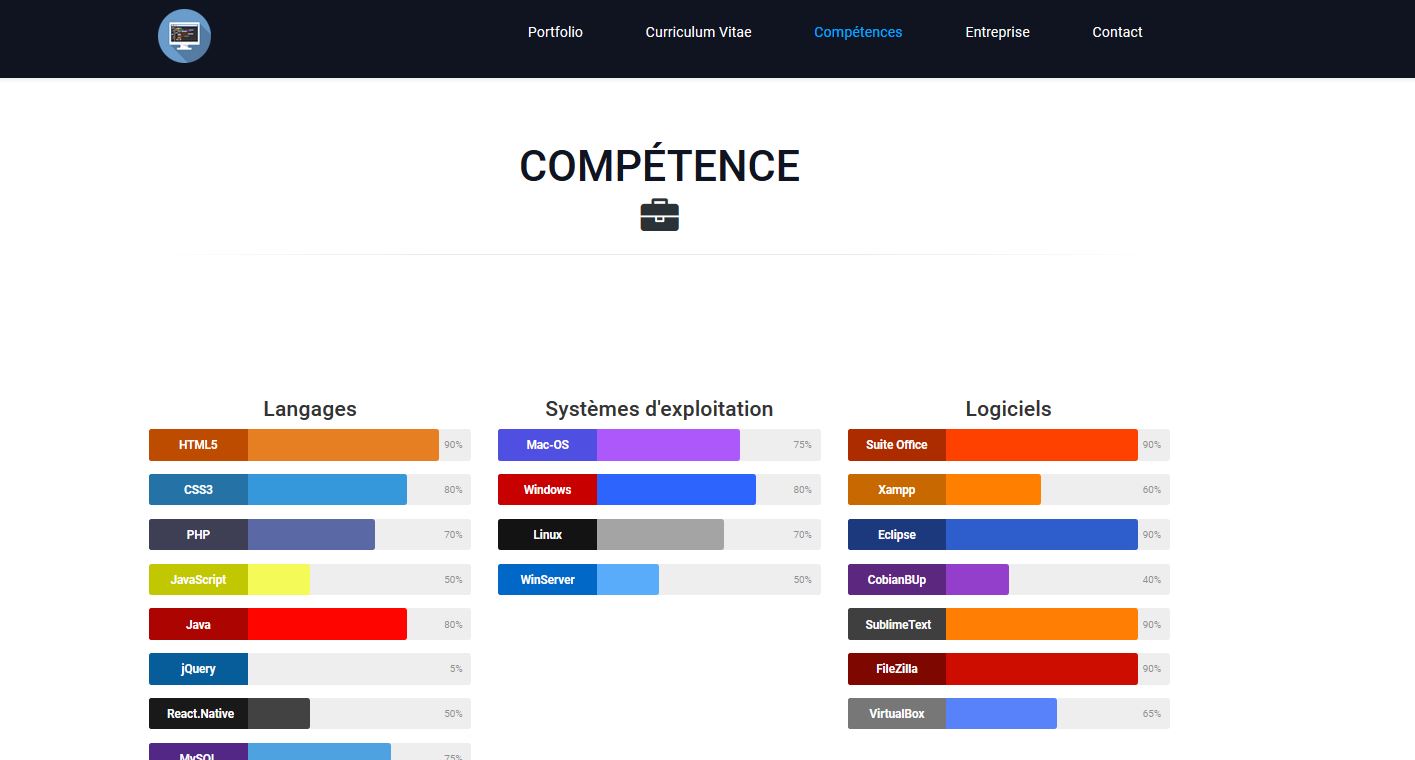 Portfolio
Curriculum Vitae
Compétences
Entreprise
Contact
COMPÉTENCE
Langages
HTML5 90%
CSS3 80%
PHP 70%
JavaScript 50%
Java 80%
jQuery 5%
React.Native 50%
MySQL 75%
Systèmes d'exploitation
Mac-OS 75%
Windows 80%
Linux 70%
WinServer 50%
Logiciels
Suite Office 90%
Xampp 60%
Eclipse 90%
CobianBUp 40%
SublimeText 90%
FileZilla 90%
VirtualBox 65%